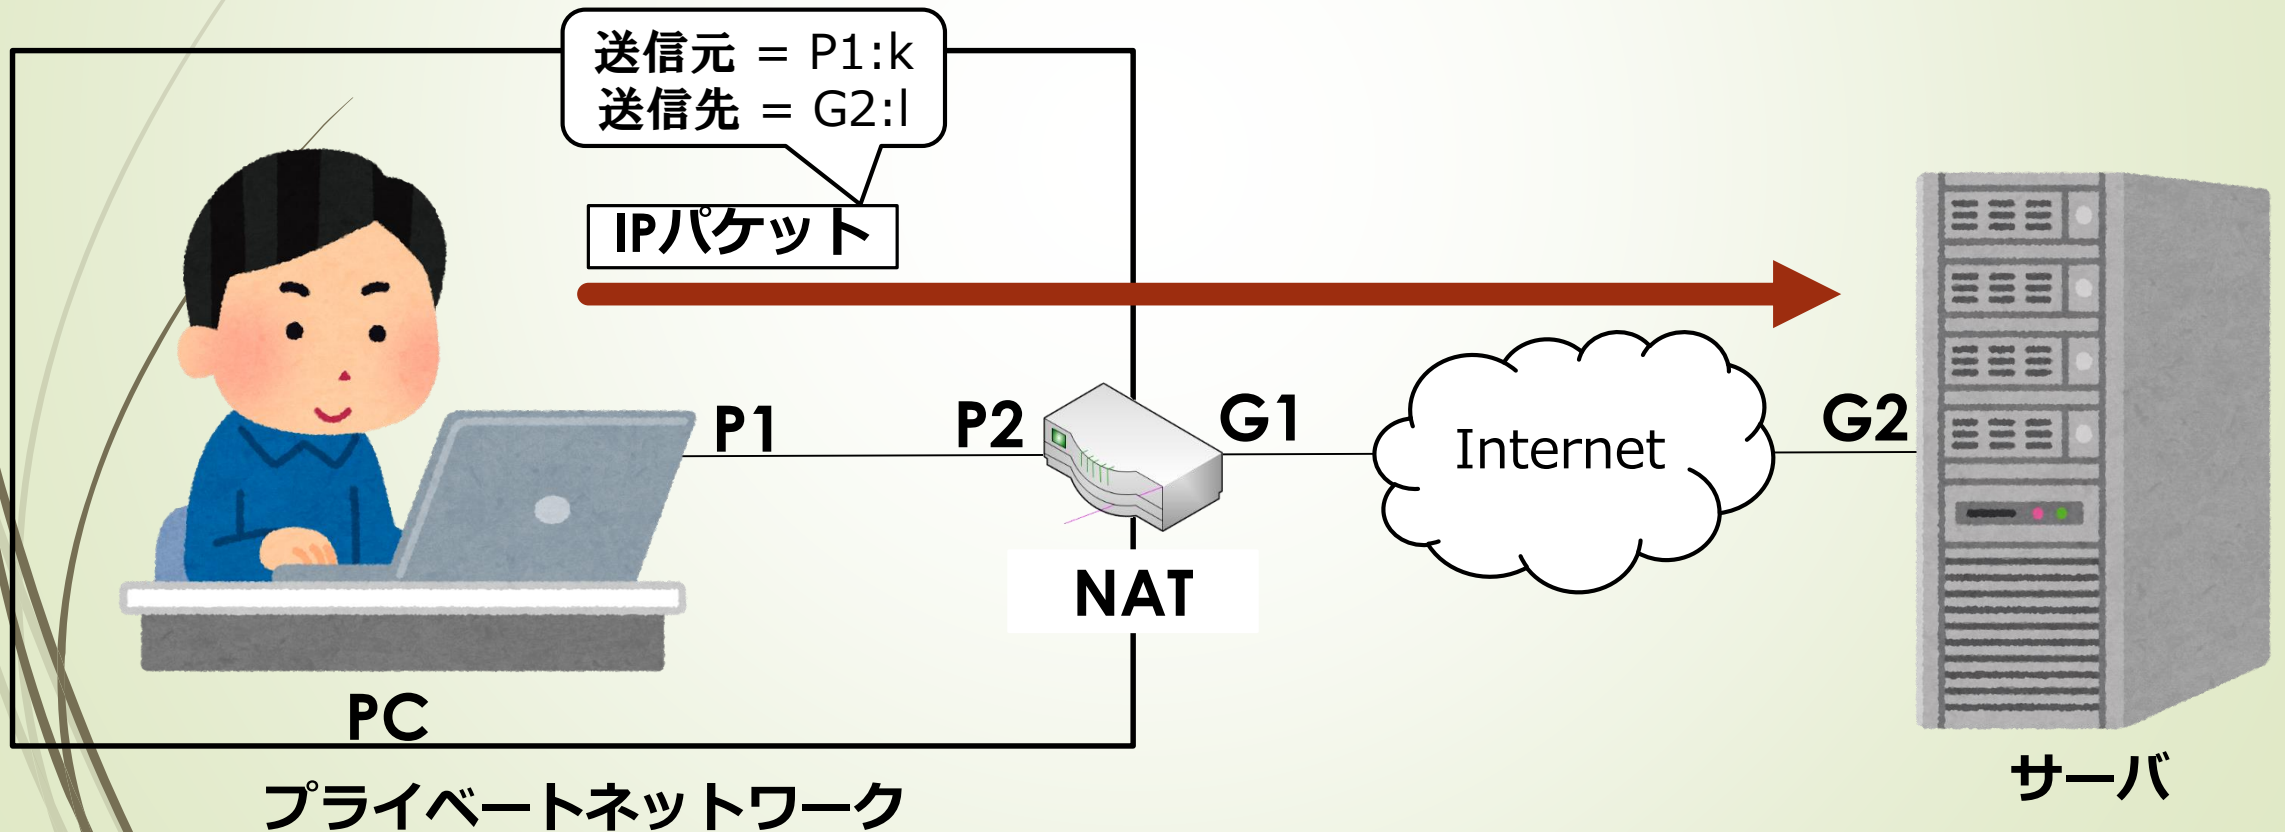 送信元 = P1:k
送信先 = G2:l
IPパケット
P1
P2
G1
Internet
G2
NAT
PC
サーバ
プライベートネットワーク